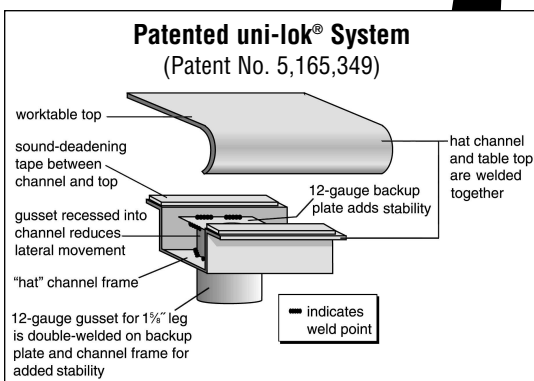 Patented uni-lok® System
(Patent No. 5,165,349)
worktable top
sound-deadening
tape between
channel and top
gusset recessed into
channel reduces
lateral movement
“hat” channel frame
12-gauge gusset for 1⅝˝ leg
is double-welded on backup
plate and channel frame for
added stability
12-gauge backup
plate adds stability
hat channel
and table top
are welded
together
indicates
weld point